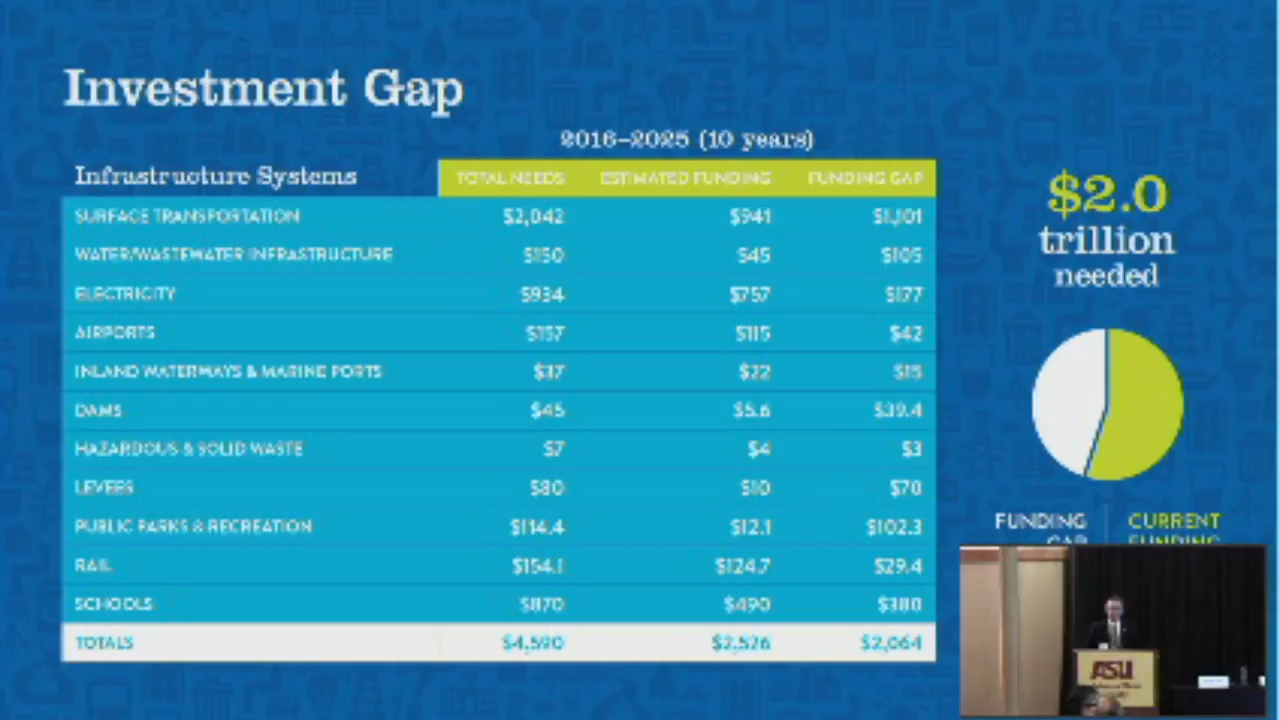 Investment Gap
2016–2025 (10 years)
Infrastructure Systems TOTAL NEEDS ESTIMATED FUNDING FUNDING GAP
SURFACE TRANSPORTATION $2,042 $941 $1,101
WATER/WASTEWATER INFRASTRUCTURE $150 $45 $105
ELECTRICITY $934 $757 $177
AIRPORTS $157 $115 $42
INLAND WATERWAYS & MARINE PORTS $37 $22 $15
DAMS $45 $5.6 $39.4
HAZARDOUS & SOLID WASTE $7 $4 $3
LEVEES $80 $10 $70
PUBLIC PARKS & RECREATION $114.4 $12.1 $102.3
RAIL $154.1 $124.7 $29.4
SCHOOLS $870 $490 $380
TOTALS $4,590 $2,526 $2,064
$2.0
trillion
needed
FUNDING GAP
CURRENT FUNDING
ASU